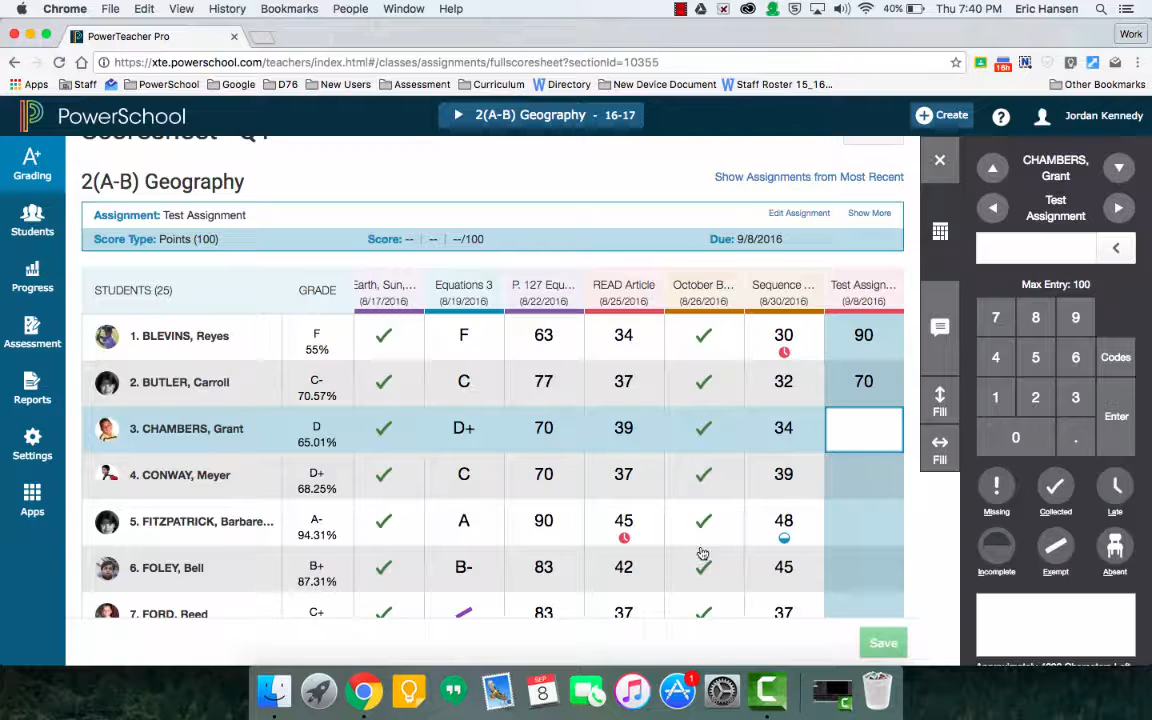 Chrome File Edit View History Bookmarks People Window Help 40% Thu 7:40 PM Eric Hansen
PowerTeacher Pro Work
https://xte.powerschool.com/teachers/index.html#/classes/assignments/fullscoresheet?sectionId=10355 15h
Apps Staff PowerSchool Google D76 New Users Assessment Curriculum Directory New Device Document Staff Roster 15_16... Other Bookmarks
PowerSchool 2(A-B) Geography - 16-17 Create ? Jordan Kennedy
A+
Grading
Students
Progress
Assessment
Reports
Settings
Apps
2(A-B) Geography Show Assignments from Most Recent
Assignment: Test Assignment Edit Assignment Show More
Score Type: Points (100) Score: -- | -- | --/100 Due: 9/8/2016
STUDENTS (25) GRADE Earth, Sun,... (8/17/2016) Equations 3 (8/19/2016) P. 127 Equ... (8/22/2016) READ Article (8/25/2016) October B... (8/26/2016) Sequence ... (8/30/2016) Test Assign... (9/8/2016)
1. BLEVINS, Reyes F 55% ✓ F 63 34 ✓ 30 90
2. BUTLER, Carroll C- 70.57% ✓ C 77 37 ✓ 32 70
3. CHAMBERS, Grant D 65.01% ✓ D+ 70 39 ✓ 34
4. CONWAY, Meyer D+ 68.25% ✓ C 70 37 ✓ 39
5. FITZPATRICK, Barbare... A- 94.31% ✓ A 90 45 ✓ 48
6. FOLEY, Bell B+ 87.31% ✓ B- 83 42 ✓ 45
7. FORD, Reed C+ ✓ 83 37 ✓ 37
Save
CHAMBERS,
Grant
Test
Assignment
Max Entry: 100
7 8 9
4 5 6 Codes
1 2 3 Enter
0 .
Fill
Fill
Missing Collected Late
Incomplete Exempt Absent
SEP
8
1